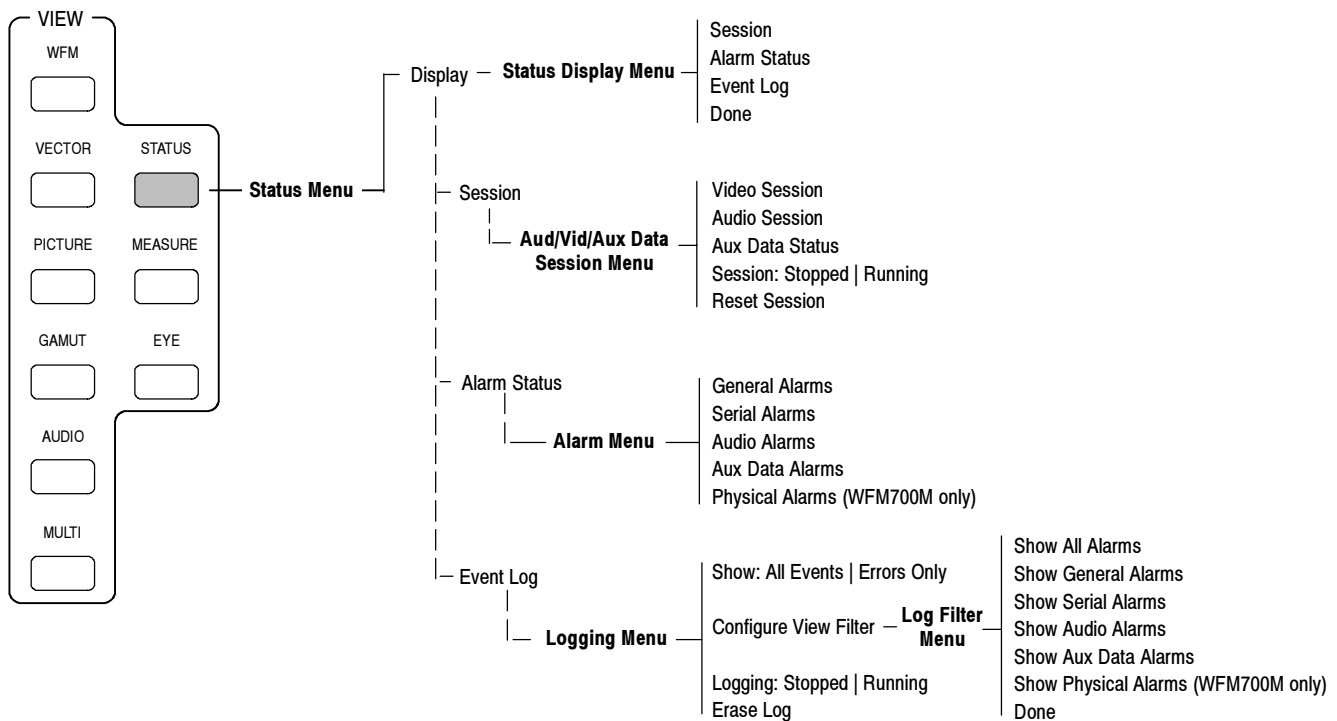 VIEW
WFM
VECTOR
STATUS
PICTURE
MEASURE
GAMUT
EYE
AUDIO
MULTI
Status Menu
Display
Status Display Menu
Session
Alarm Status
Event Log
Done
Session
Aud/Vid/Aux Data
Session Menu
Video Session
Audio Session
Aux Data Status
Session: Stopped | Running
Reset Session
Alarm Status
Alarm Menu
General Alarms
Serial Alarms
Audio Alarms
Aux Data Alarms
Physical Alarms (WFM700M only)
Event Log
Logging Menu
Show: All Events | Errors Only
Configure View Filter
Log Filter
Menu
Show All Alarms
Show General Alarms
Show Serial Alarms
Show Audio Alarms
Show Aux Data Alarms
Show Physical Alarms (WFM700M only)
Done
Logging: Stopped | Running
Erase Log